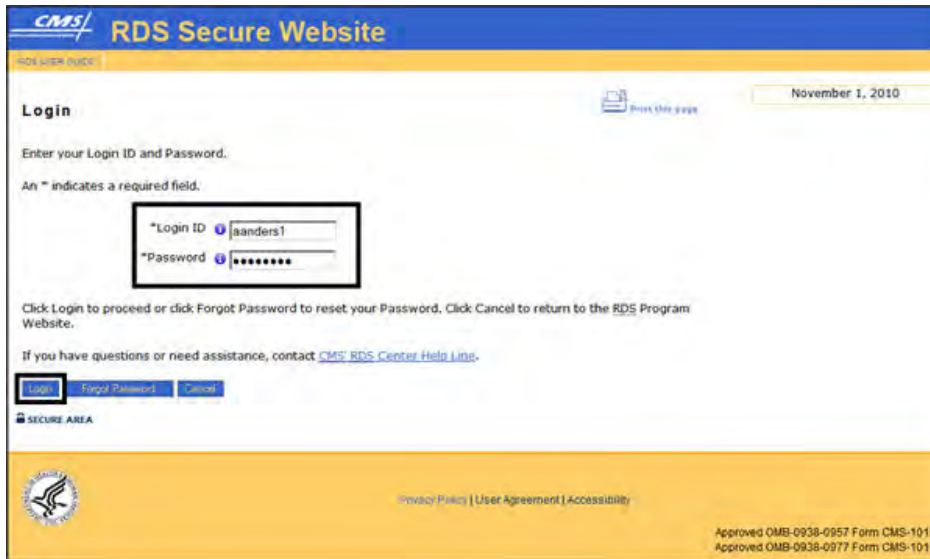 CMS/ RDS Secure Website
RDS USER GUIDE
Login
Print this page
November 1, 2010
Enter your Login ID and Password.
An * indicates a required field.
*Login ID aanders1
*Password ••••••••
Click Login to proceed or click Forgot Password to reset your Password. Click Cancel to return to the RDS Program
Website.
If you have questions or need assistance, contact CMS' RDS Center Help Line.
Login Forgot Password Cancel
SECURE AREA
Privacy Policy | User Agreement | Accessibility
Approved OMB-0938-0957 Form CMS-101
Approved OMB-0938-0977 Form CMS-101